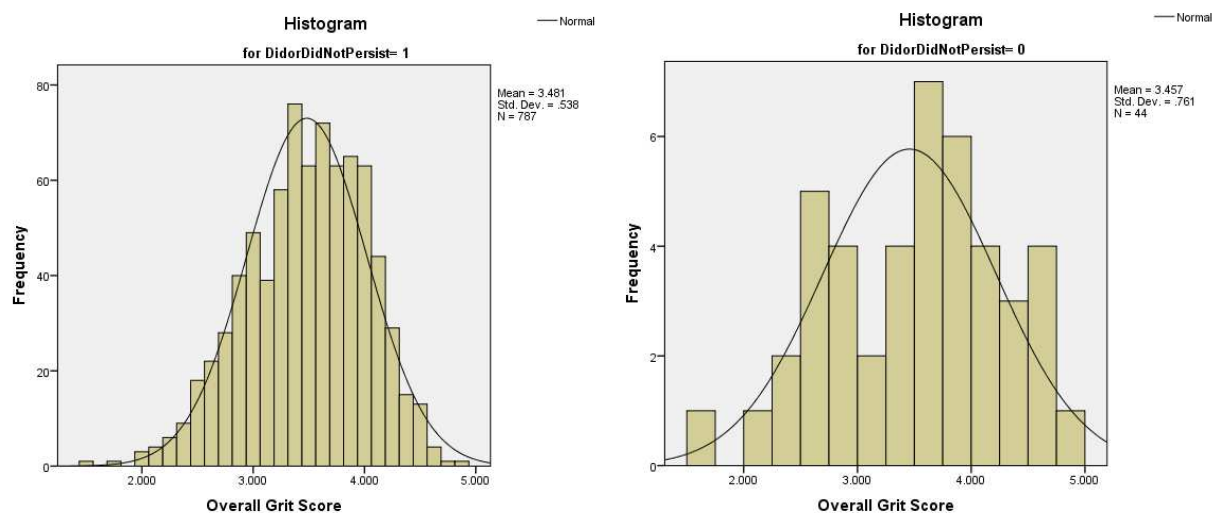 Histogram
Normal
for DidorDidNotPersist= 1
Mean = 3.481
Std. Dev. = .538
N = 787
80
60
40
20
0
Frequency
2.000 3.000 4.000 5.000
Overall Grit Score
Histogram
Normal
for DidorDidNotPersist= 0
Mean = 3.457
Std. Dev. = .761
N = 44
6
4
2
0
Frequency
2.000 3.000 4.000 5.000
Overall Grit Score